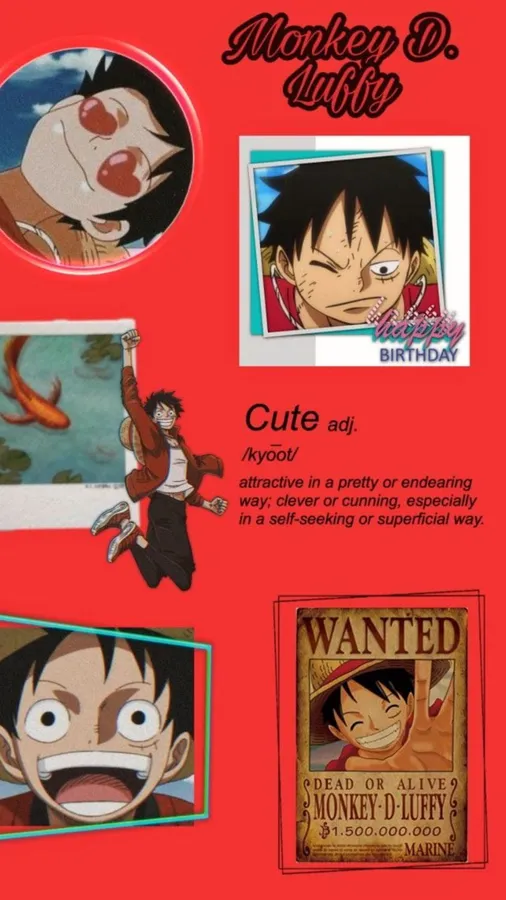 Monkey D.
Luffy
happy
BIRTHDAY
Cute adj.
/kyo͞ot/
attractive in a pretty or endearing
way; clever or cunning, especially
in a self-seeking or superficial way.
WANTED
DEAD OR ALIVE
MONKEY·D·LUFFY
฿1.500.000.000
MARINE